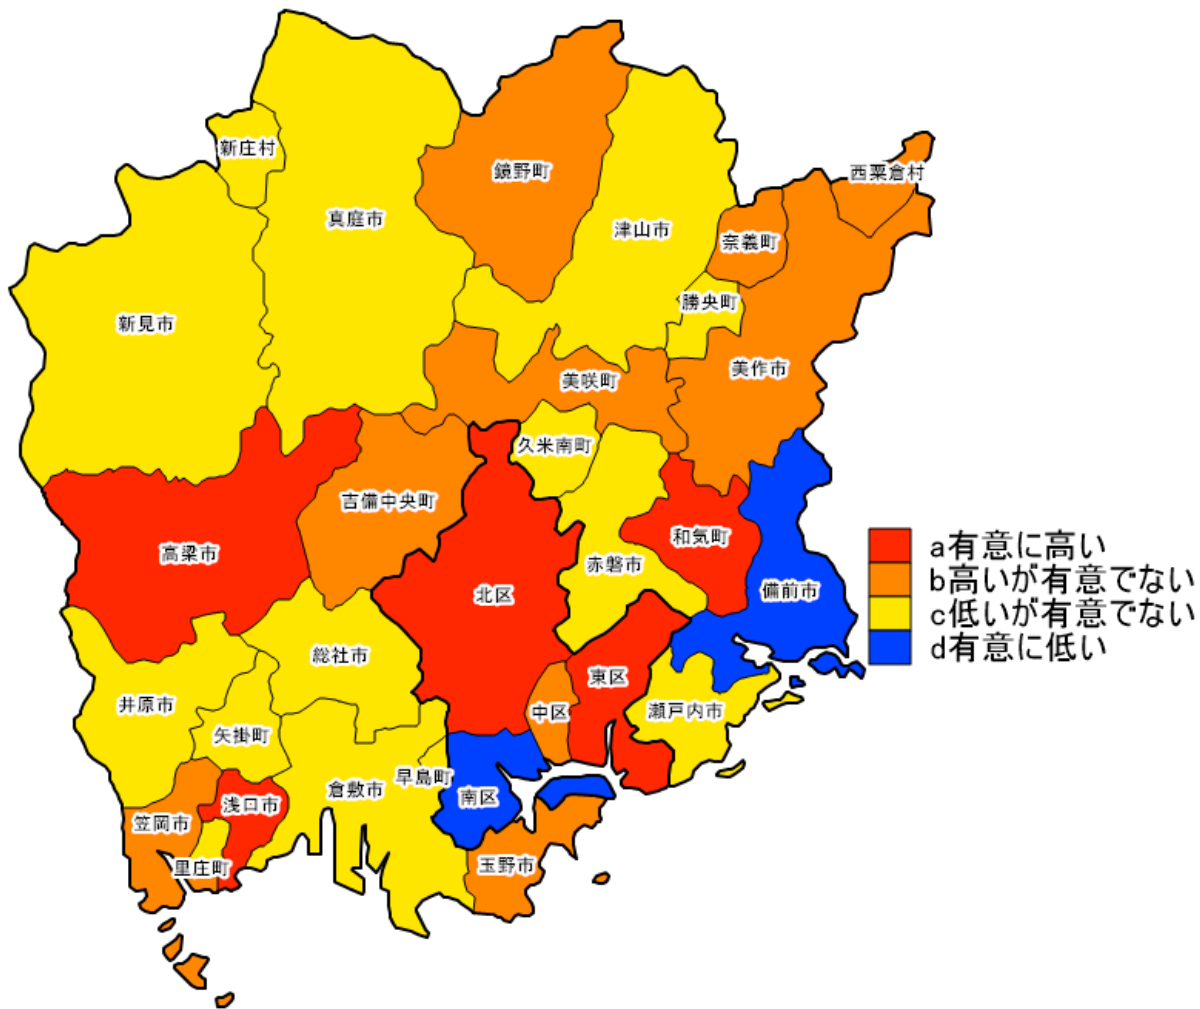 新庄村
鏡野町
西粟倉村
真庭市
津山市
奈義町
勝央町
新見市
美作市
美咲町
久米南町
吉備中央町
和気町
高梁市
赤磐市
北区
備前市
総社市
東区
井原市
中区
瀬戸内市
矢掛町
早島町
倉敷市
南区
浅口市
笠岡市
里庄町
玉野市
a有意に高い
b高いが有意でない
c低いが有意でない
d有意に低い